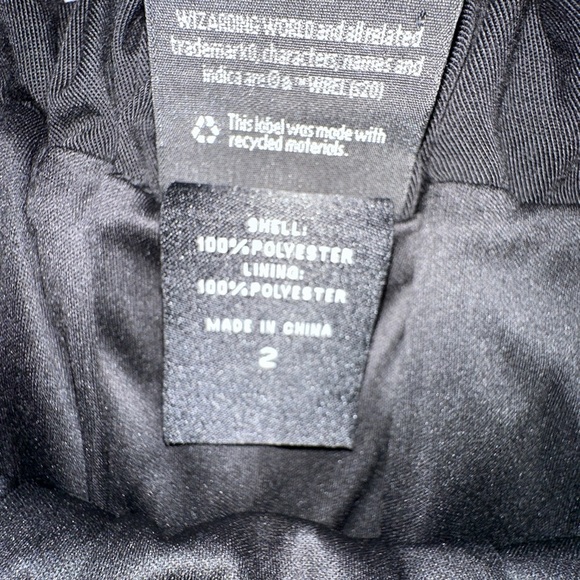 WIZARDING WORLD and all related
trademarks, characters, names and
indicia are © & ™ WBEI. (s20)
This label was made with
recycled materials.
SHELL:
100% POLYESTER
LINING:
100% POLYESTER
MADE IN CHINA
2